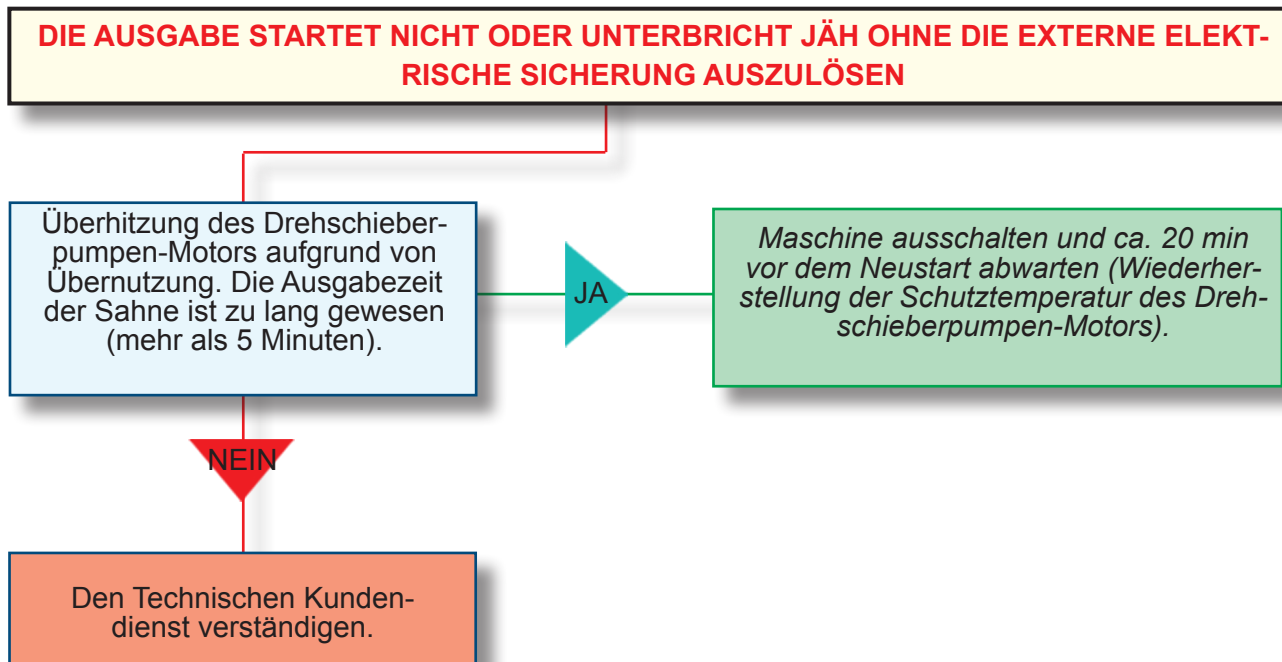 DIE AUSGABE STARTET NICHT ODER UNTERBRICHT JÄH OHNE DIE EXTERNE ELEKT-
RISCHE SICHERUNG AUSZULÖSEN
Überhitzung des Drehschieber-
pumpen-Motors aufgrund von
Übernutzung. Die Ausgabezeit
der Sahne ist zu lang gewesen
(mehr als 5 Minuten).
JA
Maschine ausschalten und ca. 20 min
vor dem Neustart abwarten (Wiederher-
stellung der Schutztemperatur des Dreh-
schieberpumpen-Motors).
NEIN
Den Technischen Kunden-
dienst verständigen.